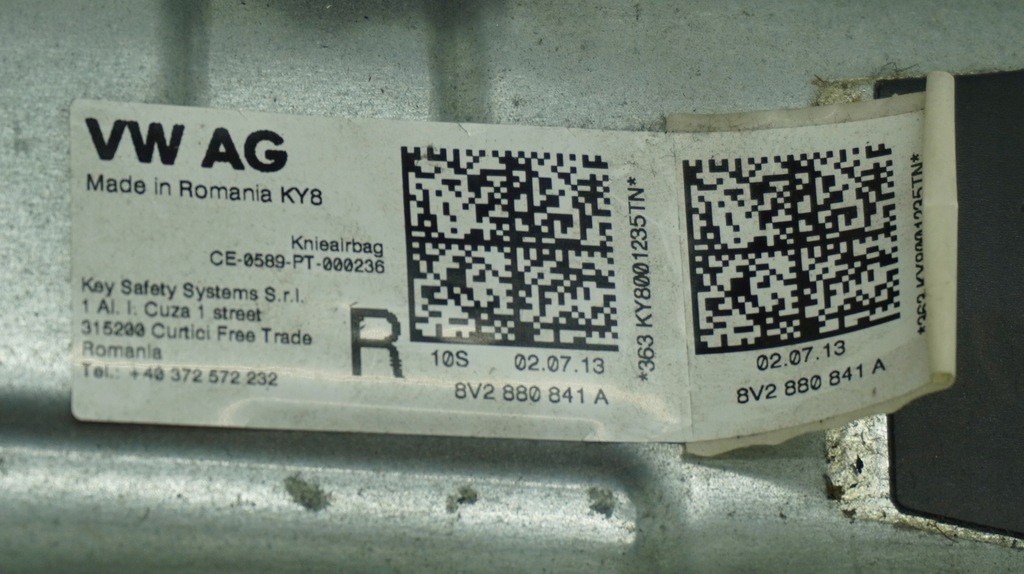 VW AG
Made in Romania KY8
Knieairbag
CE-0589-PT-000236
Key Safety Systems S.r.l.
1 Al. I. Cuza 1 street
315200 Curtici Free Trade
Romania
Tel.: +40 372 572 232
R
10S 02.07.13
8V2 880 841 A
*363 KY8001235TN*
02.07.13
8V2 880 841 A
*363 KY8001235TN*